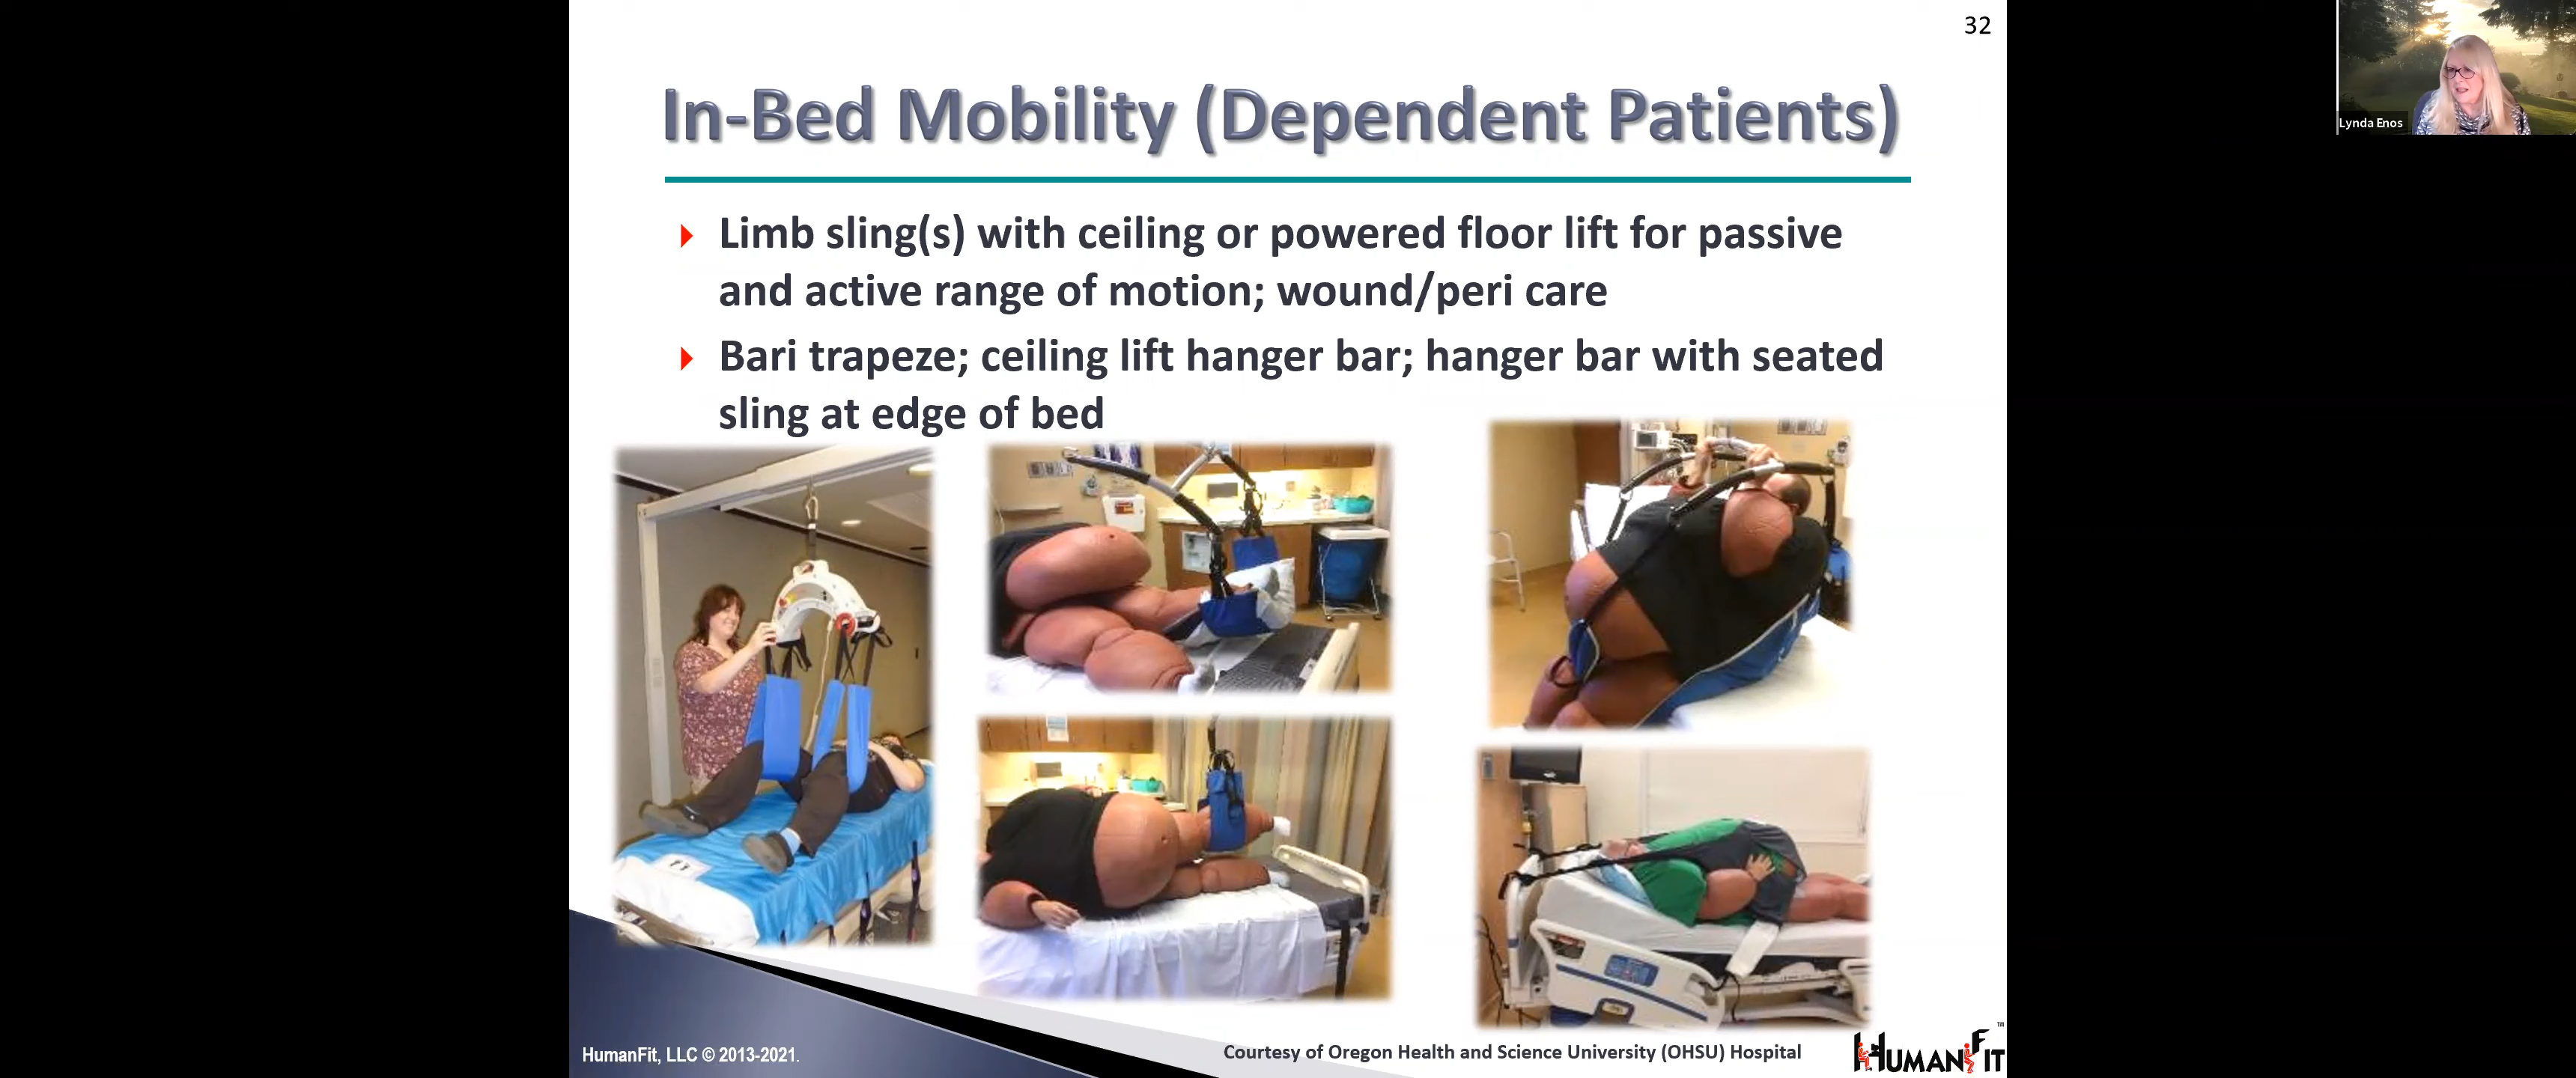 32
Lynda Enos
In-Bed Mobility (Dependent Patients)
Limb sling(s) with ceiling or powered floor lift for passive
and active range of motion; wound/peri care
Bari trapeze; ceiling lift hanger bar; hanger bar with seated
sling at edge of bed
HumanFit, LLC © 2013-2021.
Courtesy of Oregon Health and Science University (OHSU) Hospital
HUMANFIT™